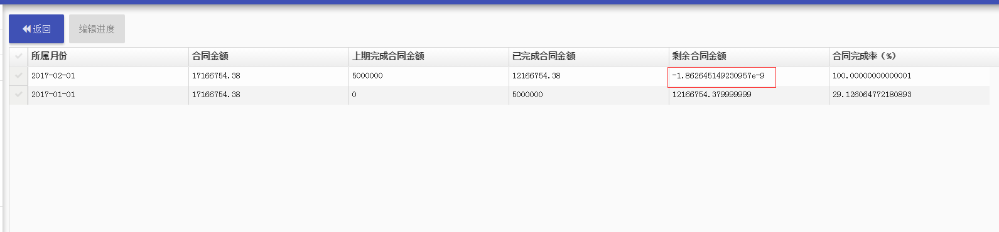 返回 编辑进度
所属月份 合同金额 上期完成合同金额 已完成合同金额 剩余合同金额 合同完成率（%）
2017-02-01 17166754.38 5000000 12166754.38 -1.862645149230957e-9 100.00000000000001
2017-01-01 17166754.38 0 5000000 12166754.379999999 29.126064772180893